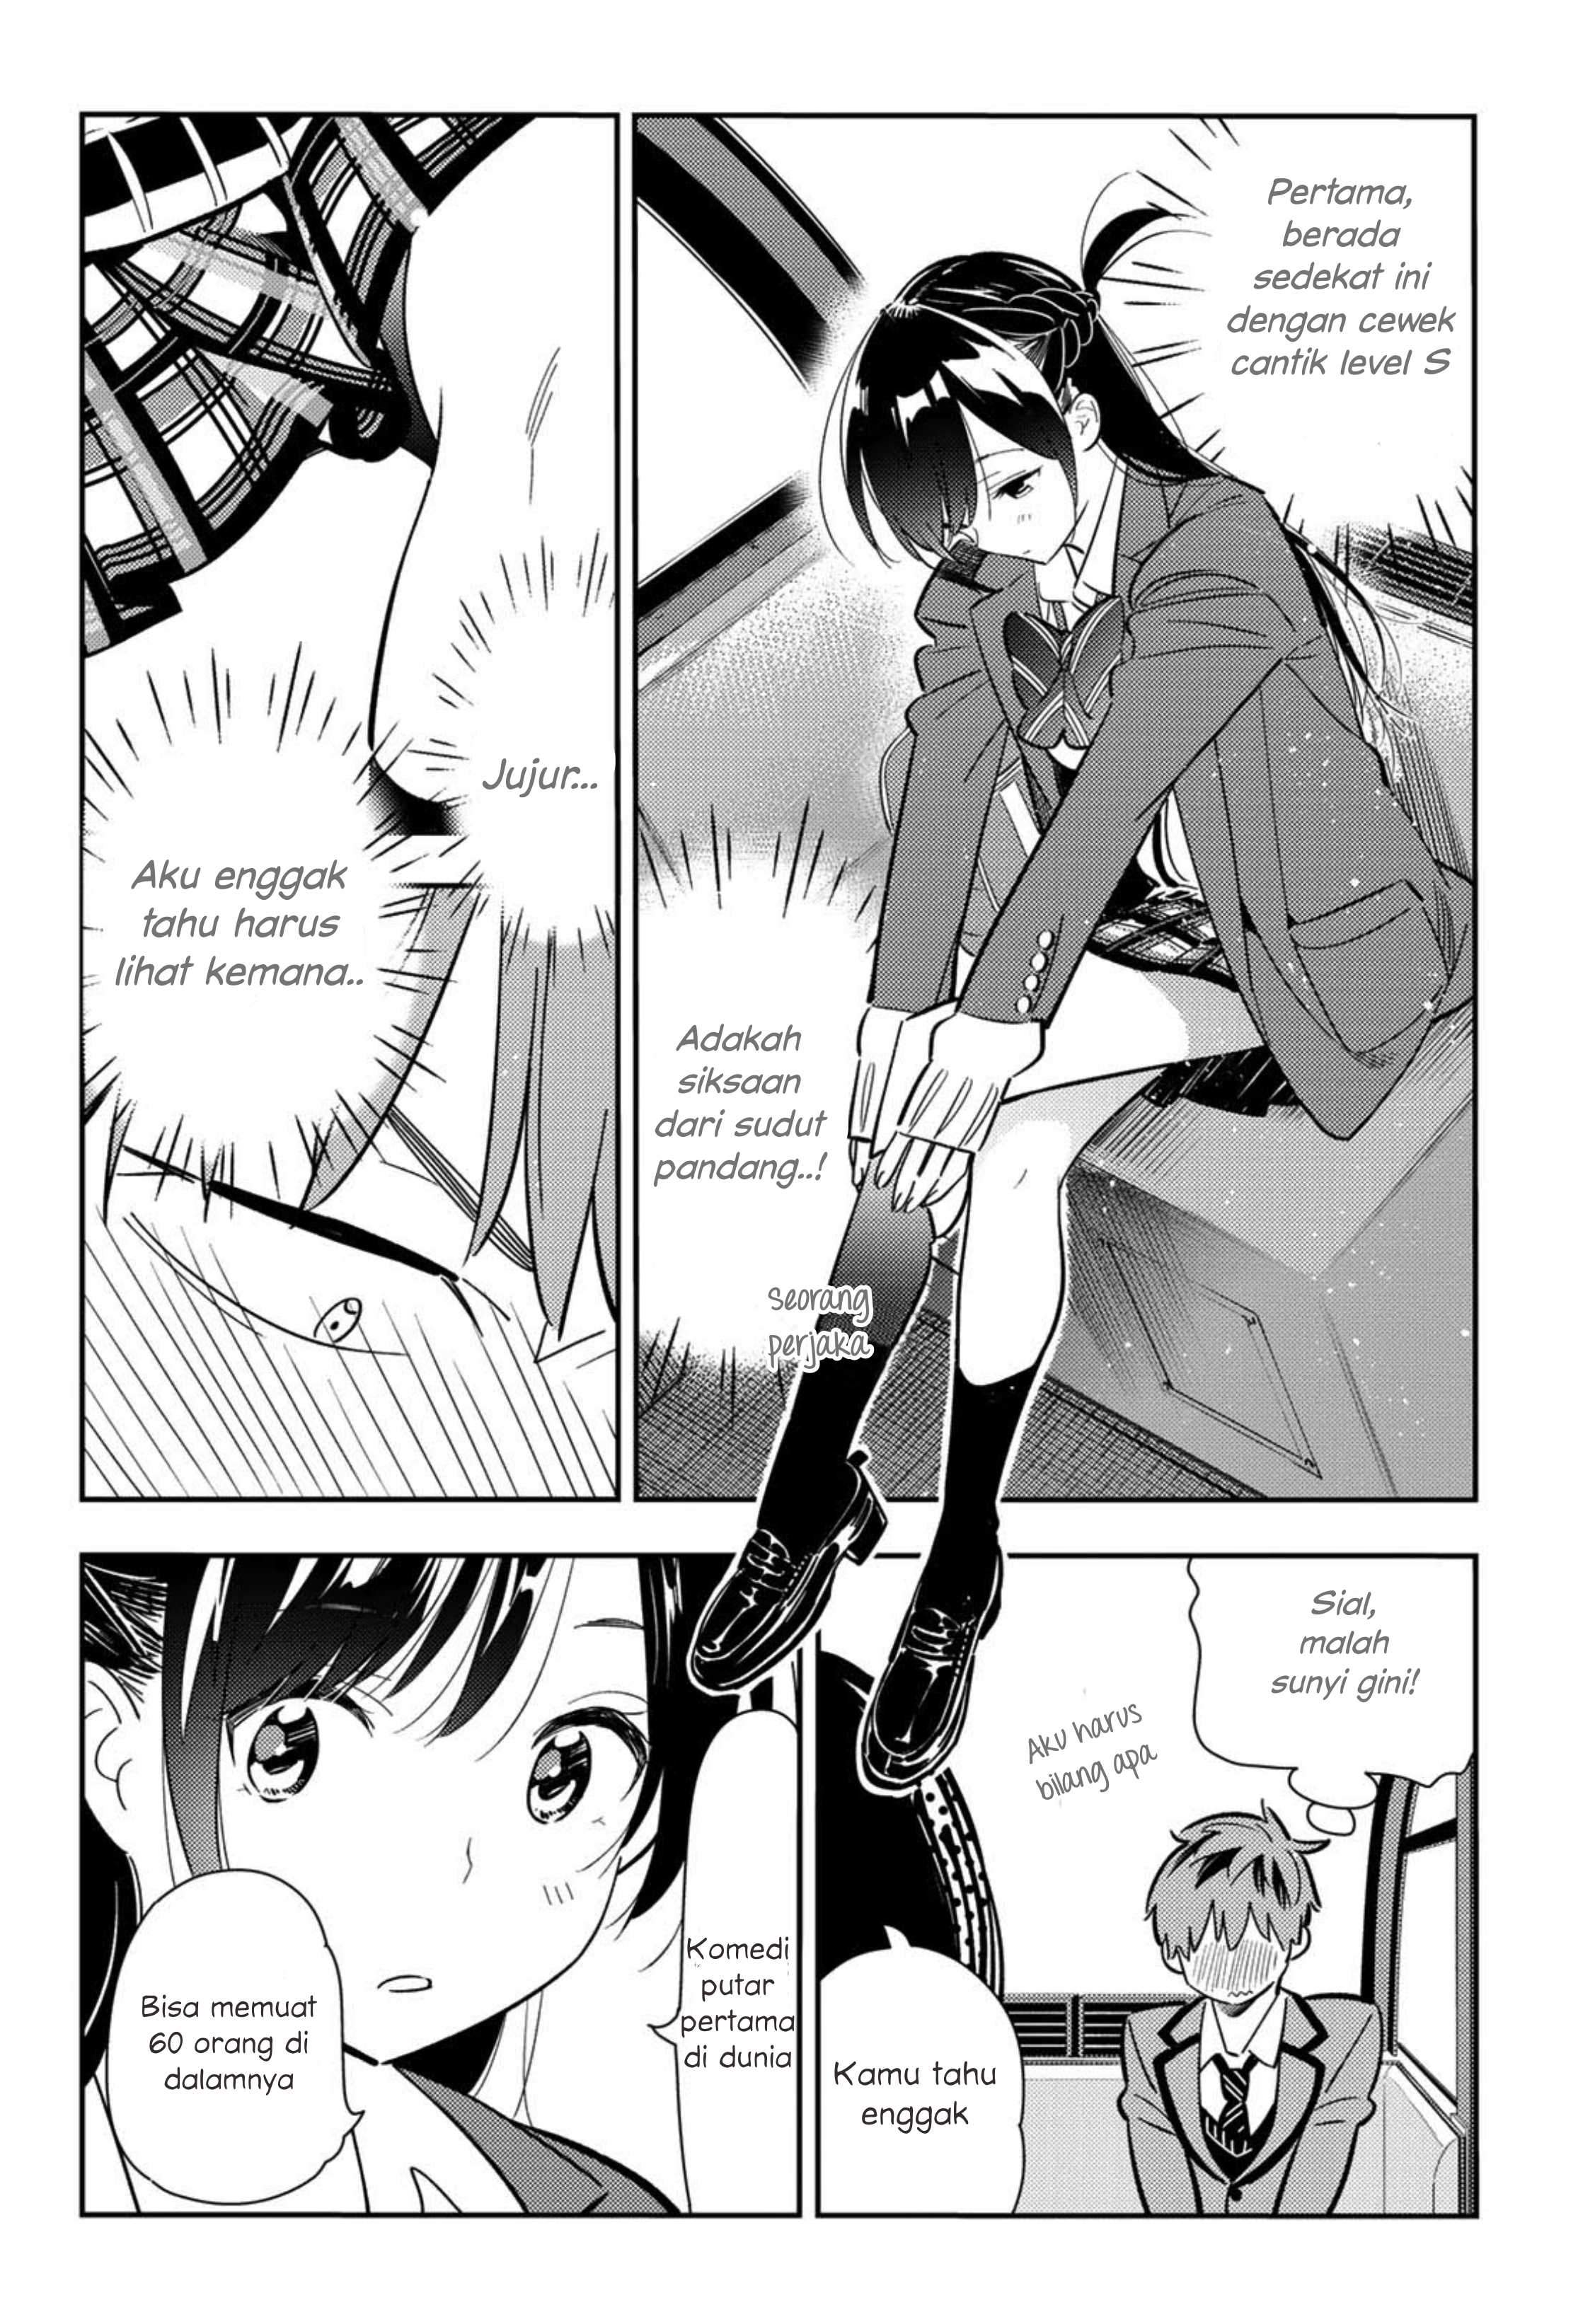 Pertama,
berada
sedekat ini
dengan cewek
cantik level S
Adakah
siksaan
dari sudut
pandang..!
seorang
perjaka
Jujur...
Aku enggak
tahu harus
lihat kemana..
Sial,
malah
sunyi gini!
Aku harus
bilang apa
Kamu tahu
enggak
Komedi
putar
pertama
di dunia
Bisa memuat
60 orang di
dalamnya